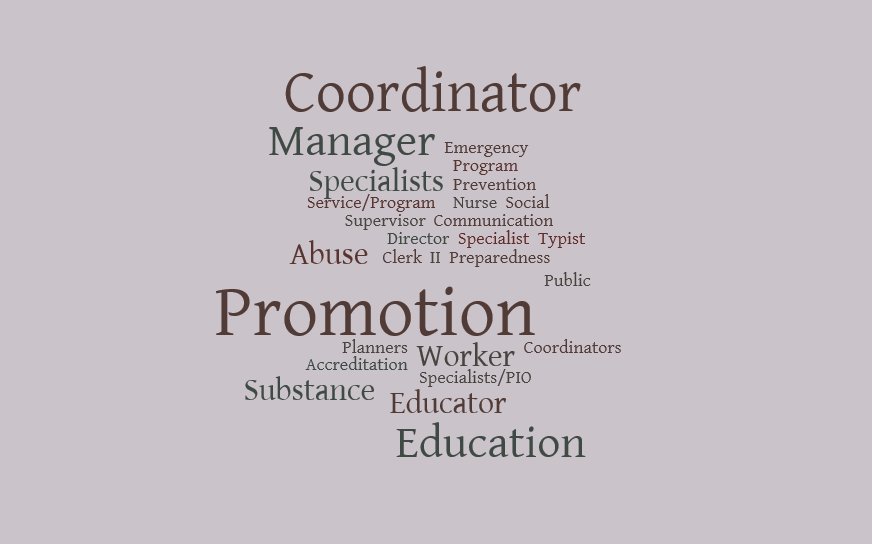 Coordinator
Manager Emergency
Program
Specialists Prevention
Service/Program Nurse Social
Supervisor Communication
Director Specialist Typist
Abuse Clerk II Preparedness
Public
Promotion
Planners Worker Coordinators
Accreditation
Specialists/PIO
Substance
Educator
Education